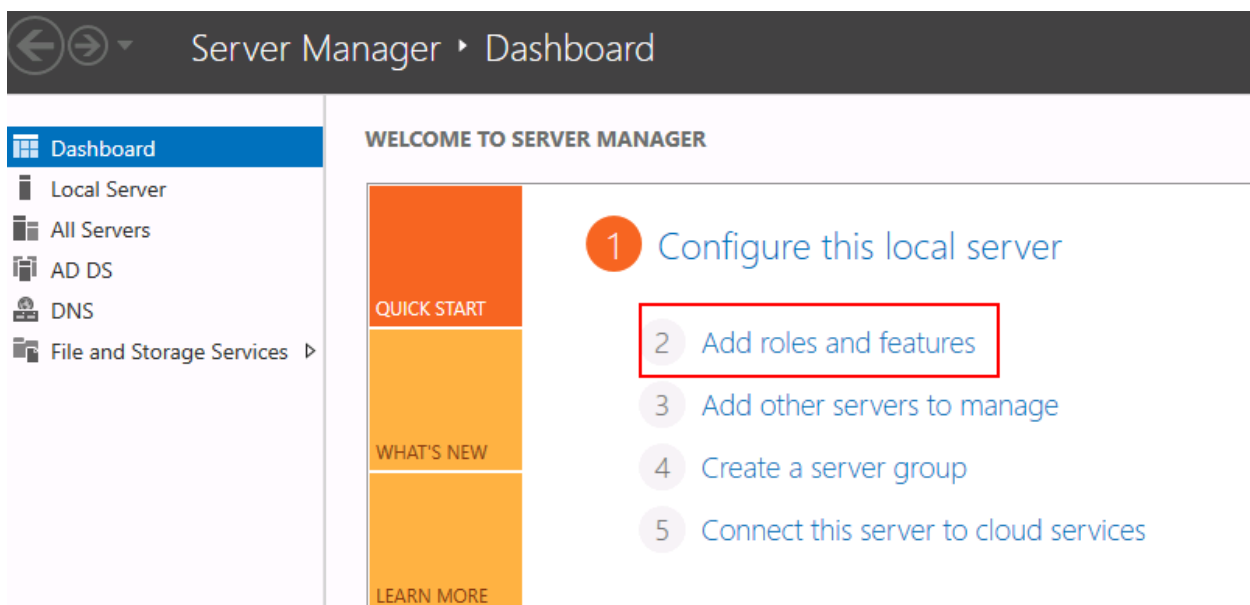 Server Manager ‣ Dashboard
Dashboard
Local Server
All Servers
AD DS
DNS
File and Storage Services
WELCOME TO SERVER MANAGER
QUICK START
WHAT'S NEW
LEARN MORE
1 Configure this local server
2 Add roles and features
3 Add other servers to manage
4 Create a server group
5 Connect this server to cloud services